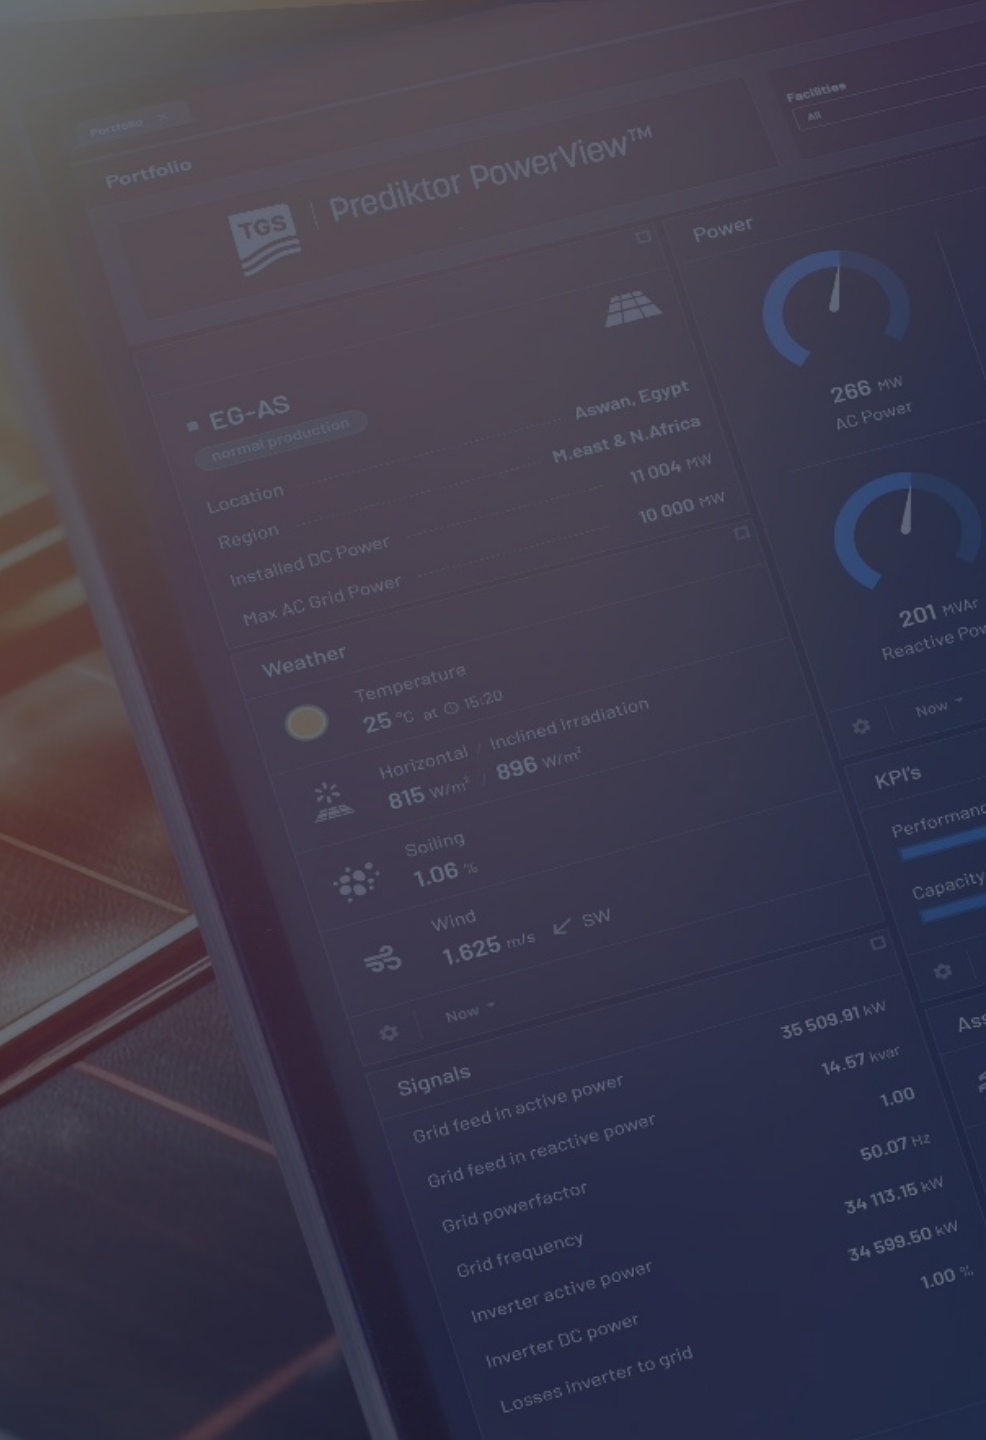 Portfolio
Portfolio
TGS
Prediktor PowerView™
Facilities
All
EG-AS
normal production
Location Aswan, Egypt
Region M.east & N.Africa
Installed DC Power 11 004 MW
Max AC Grid Power 10 000 MW
Weather
Temperature
25 °C at 15:20
Horizontal / Inclined Irradiation
815 W/m² / 896 W/m²
Soiling
1.06 %
Wind
1.625 m/s SW
Now
Signals
Grid feed in active power 35 509.91 kW
Grid feed in reactive power 14.57 kvar
Grid powerfactor 1.00
Grid frequency 50.07 Hz
Inverter active power 34 113.15 kW
Inverter DC power 34 599.50 kW
Losses inverter to grid 1.00 %
Power
266 MW
AC Power
201 MVAr
Reactive Pow
Now
KPI's
Performanc
Capacity
Ass